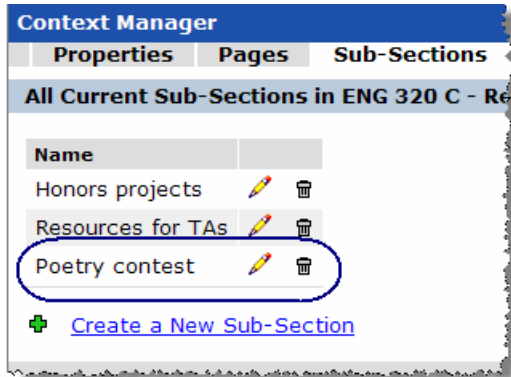 Context Manager
Properties Pages Sub-Sections
All Current Sub-Sections in ENG 320 C -
Name
Honors projects
Resources for TAs
Poetry contest
Create a New Sub-Section